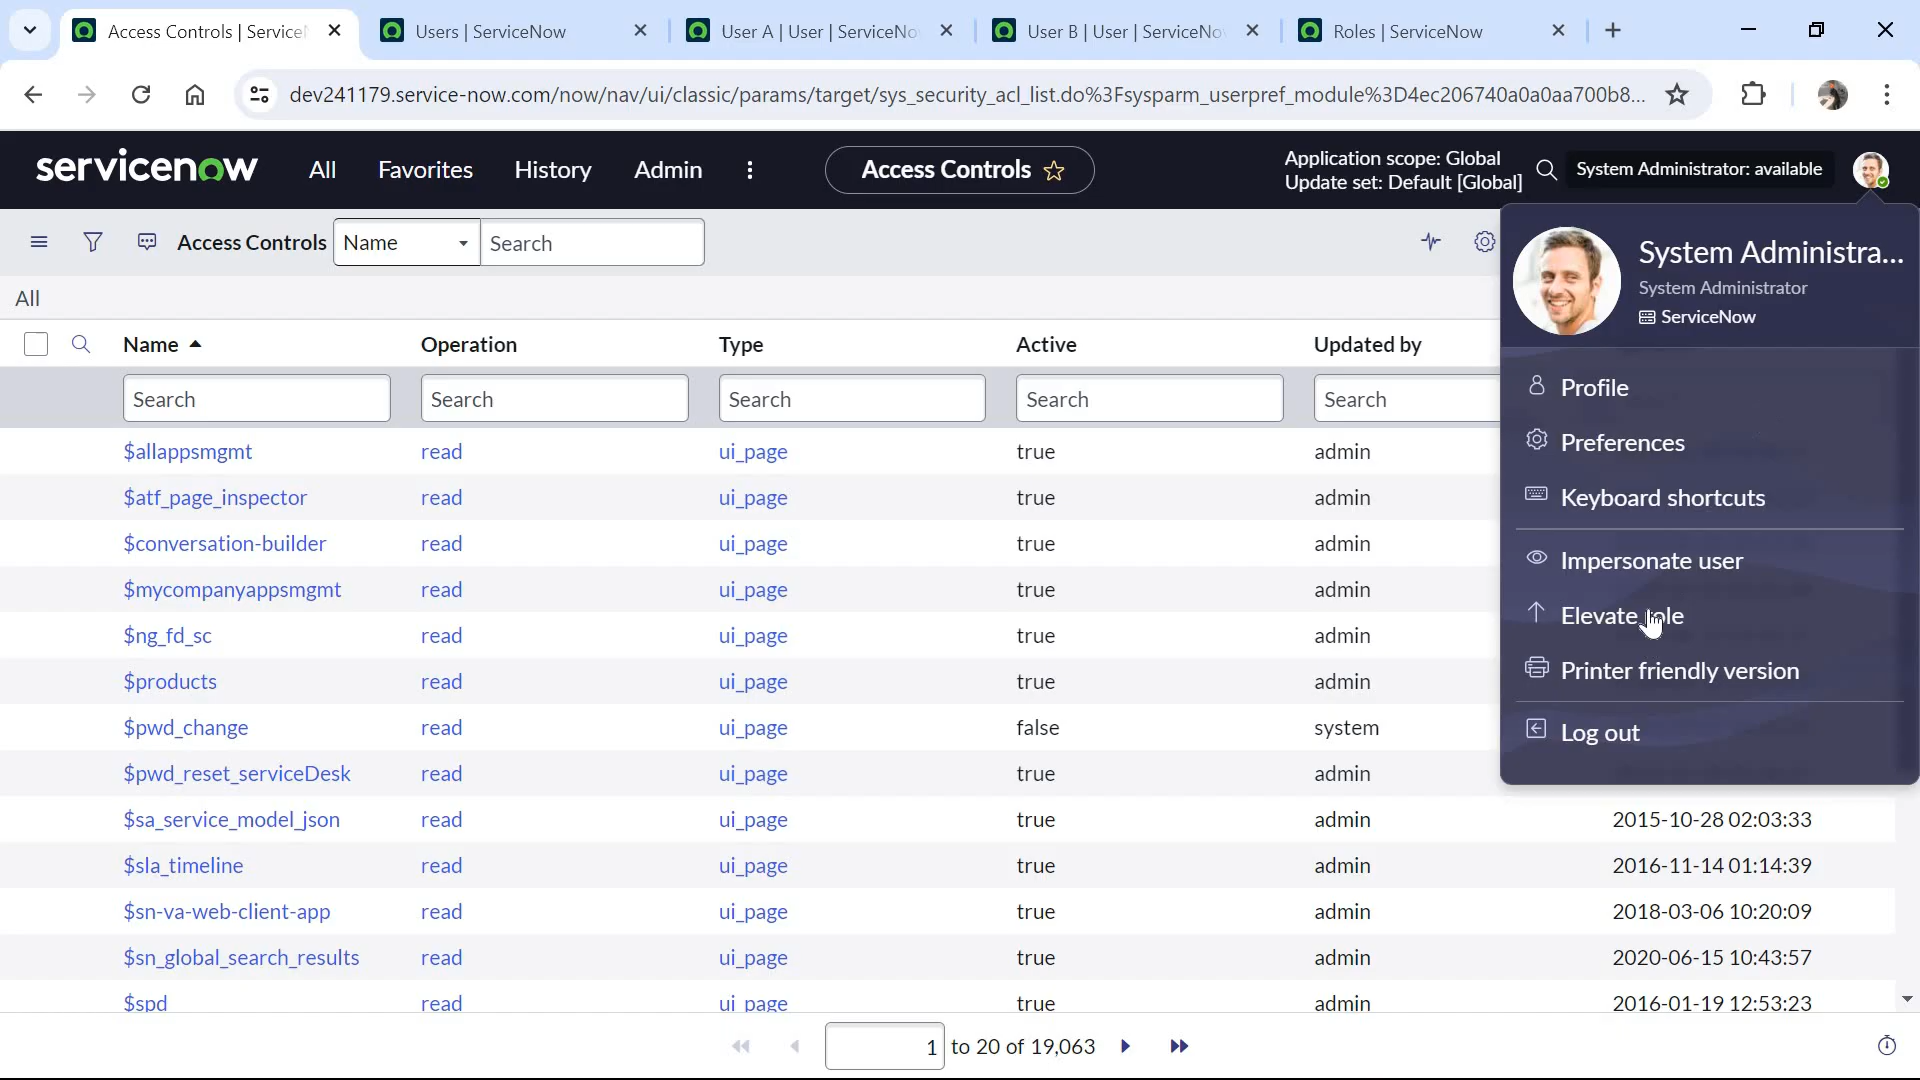 Access Controls | Service
Users | ServiceNow
User A | User | ServiceNo
User B | User | ServiceNo
Roles | ServiceNow
dev241179.service-now.com/now/nav/ui/classic/params/target/sys_security_acl_list.do%3Fsysparm_userpref_module%3D4ec206740a0a0aa700b8...
servicenow All Favorites History Admin Access Controls
Application scope: Global
Update set: Default [Global]
System Administrator: available
Access Controls Name Search
All
Name Operation Type Active Updated by
Search Search Search Search Search
$allappsmgmt read ui_page true admin
$atf_page_inspector read ui_page true admin
$conversation-builder read ui_page true admin
$mycompanyappsmgmt read ui_page true admin
$ng_fd_sc read ui_page true admin
$products read ui_page true admin
$pwd_change read ui_page false system
$pwd_reset_serviceDesk read ui_page true admin
$sa_service_model_json read ui_page true admin 2015-10-28 02:03:33
$sla_timeline read ui_page true admin 2016-11-14 01:14:39
$sn-va-web-client-app read ui_page true admin 2018-03-06 10:20:09
$sn_global_search_results read ui_page true admin 2020-06-15 10:43:57
$spd read ui_page true admin 2016-01-19 12:53:23
1 to 20 of 19,063
System Administra...
System Administrator
ServiceNow
Profile
Preferences
Keyboard shortcuts
Impersonate user
Elevate role
Printer friendly version
Log out